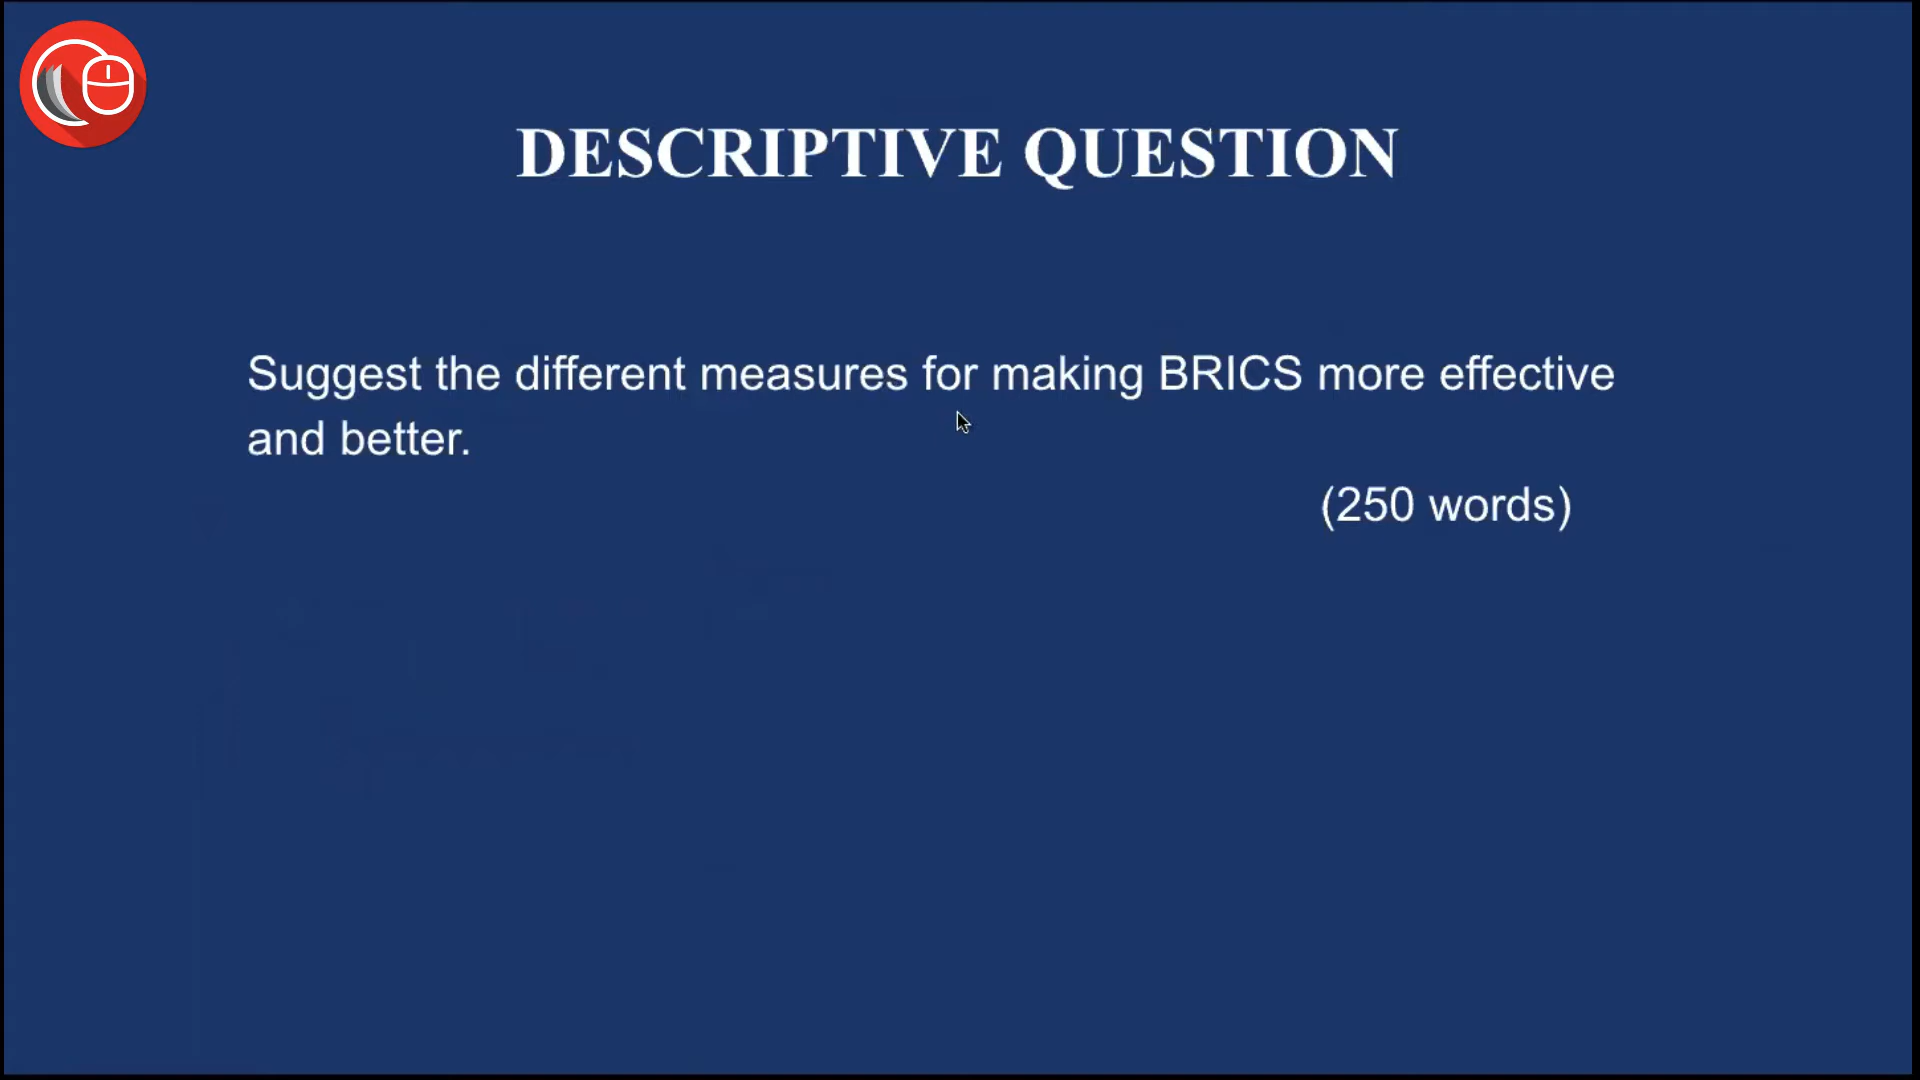 DESCRIPTIVE QUESTION
Suggest the different measures for making BRICS more effective
and better.
(250 words)